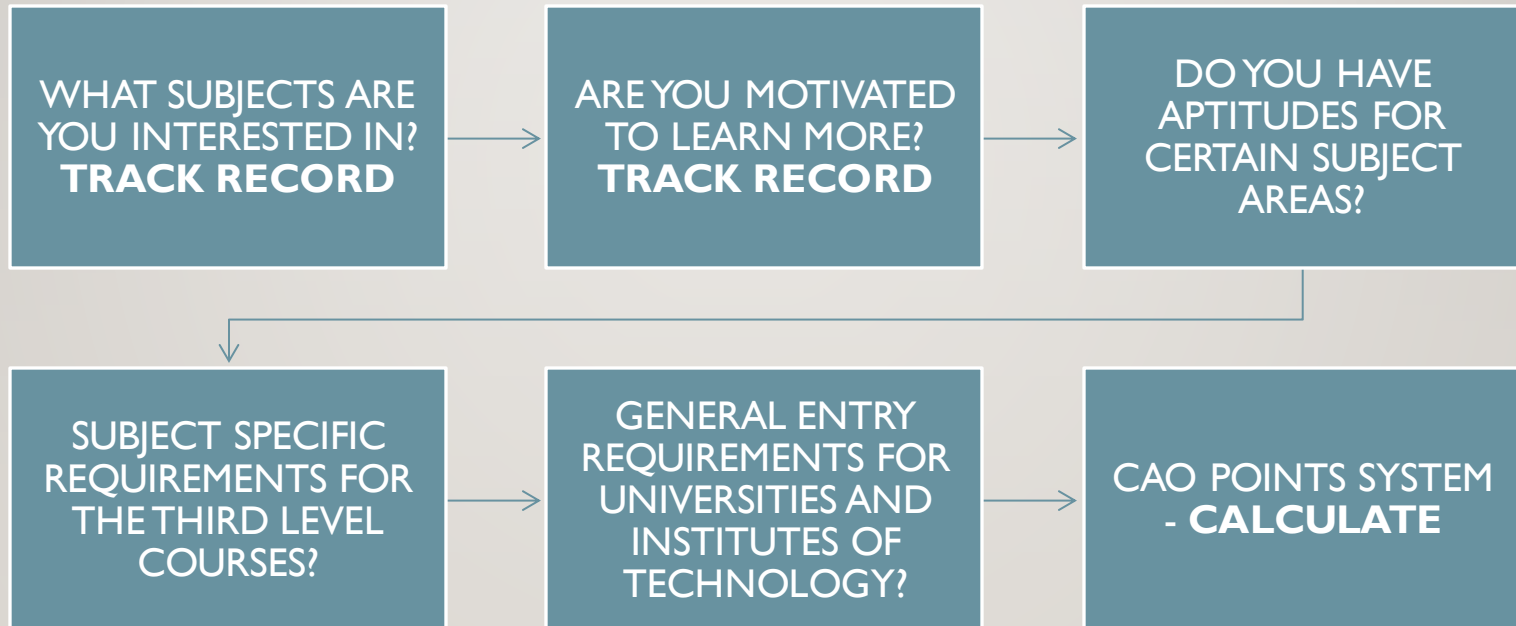 WHAT SUBJECTS ARE
YOU INTERESTED IN?
TRACK RECORD
ARE YOU MOTIVATED
TO LEARN MORE?
TRACK RECORD
DO YOU HAVE
APTITUDES FOR
CERTAIN SUBJECT
AREAS?
SUBJECT SPECIFIC
REQUIREMENTS FOR
THE THIRD LEVEL
COURSES?
GENERAL ENTRY
REQUIREMENTS FOR
UNIVERSITIES AND
INSTITUTES OF
TECHNOLOGY?
CAO POINTS SYSTEM
- CALCULATE